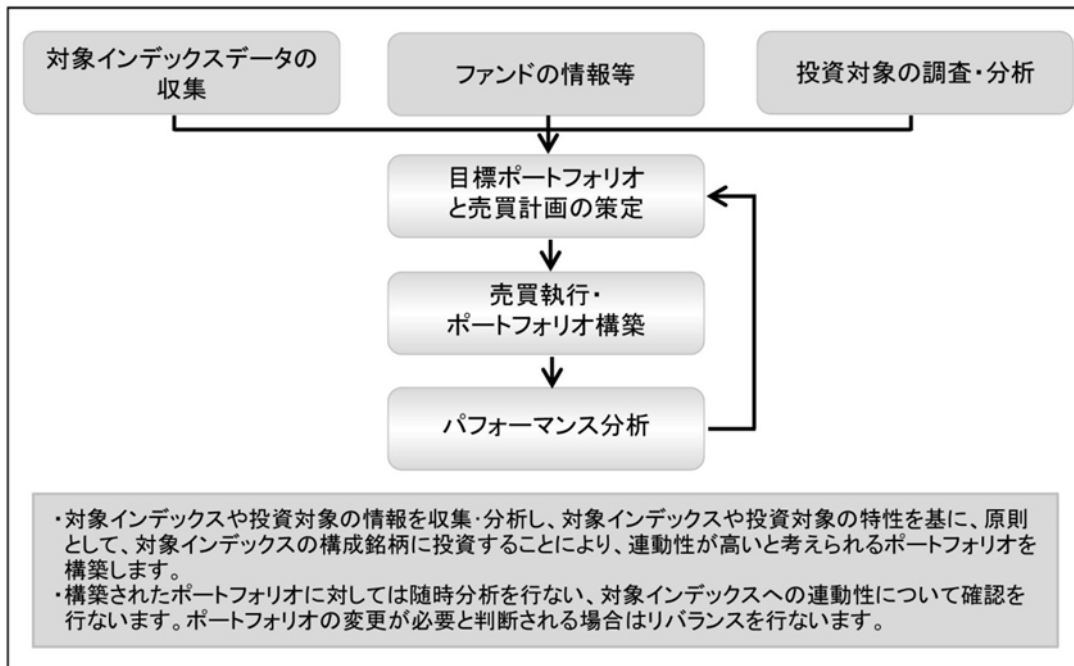 対象インデックスデータの
収集
ファンドの情報等
投資対象の調査・分析
目標ポートフォリオ
と売買計画の策定
売買執行・
ポートフォリオ構築
パフォーマンス分析
・対象インデックスや投資対象の情報を収集・分析し、対象インデックスや投資対象の特性を基に、原則
として、対象インデックスの構成銘柄に投資することにより、連動性が高いと考えられるポートフォリオを
構築します。
・構築されたポートフォリオに対しては随時分析を行ない、対象インデックスへの連動性について確認を
行ないます。ポートフォリオの変更が必要と判断される場合はリバランスを行ないます。